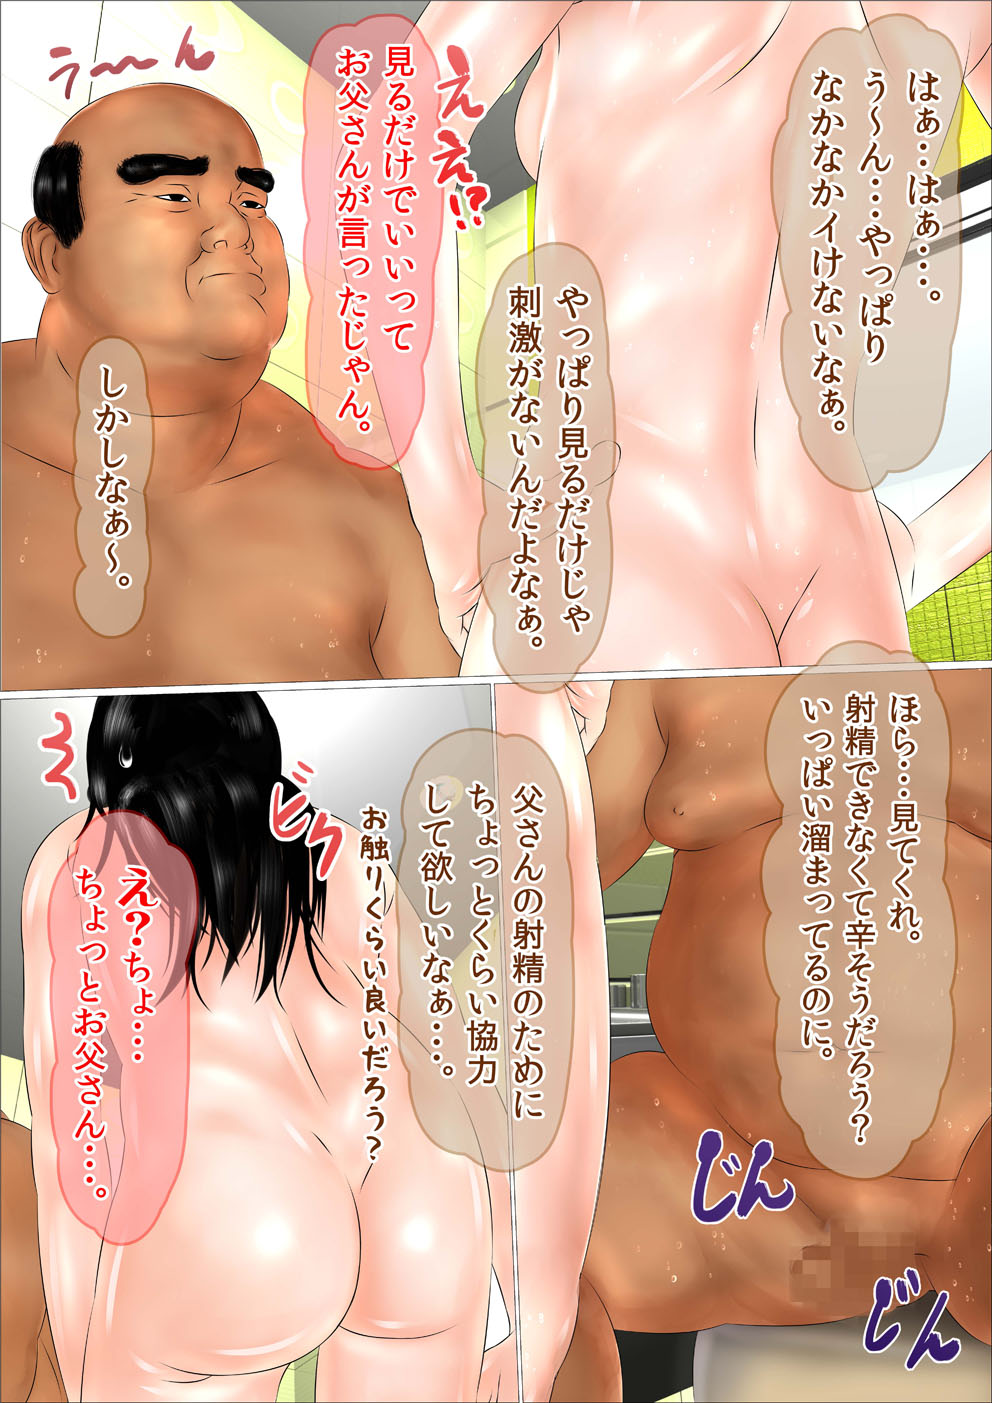 はぁ‥はぁ‥‥。
う～ん‥‥やっぱり
なかなかイけないなぁ。
やっぱり見るだけじゃ
刺激がないんだよなぁ。
ええ!?
見るだけでいいって
お父さんが言ったじゃん。
う～～ん
しかしなぁ～。
ほら‥‥見てくれ。
射精できなくて辛そうだろう?
いっぱい溜まってるのに。
じん
じん
父さんの射精のために
ちょっとくらい協力
して欲しいなぁ‥‥。
お触りくらい良いだろう?
ビクッ
え?ちょ‥‥
ちょっとお父さん‥‥。